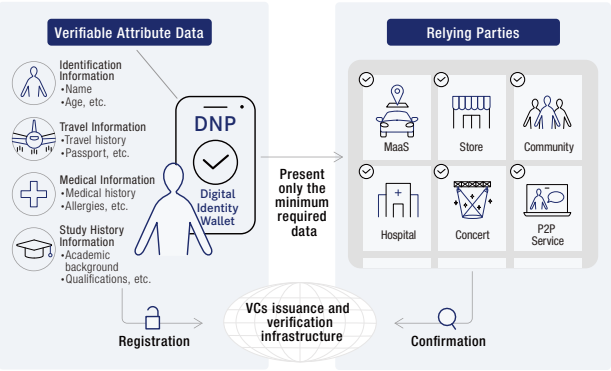 Verifiable Attribute Data
Identification
Information
•Name
•Age, etc.
Travel Information
•Travel history
•Passport, etc.
Medical Information
•Medical history
•Allergies, etc.
Study History
Information
•Academic
background
•Qualifications, etc.
DNP
Digital
Identity
Wallet
Present
only the
minimum
required
data
Relying Parties
MaaS
Store
Community
Hospital
Concert
P2P
Service
Registration
VCs issuance and
verification
infrastructure
Confirmation